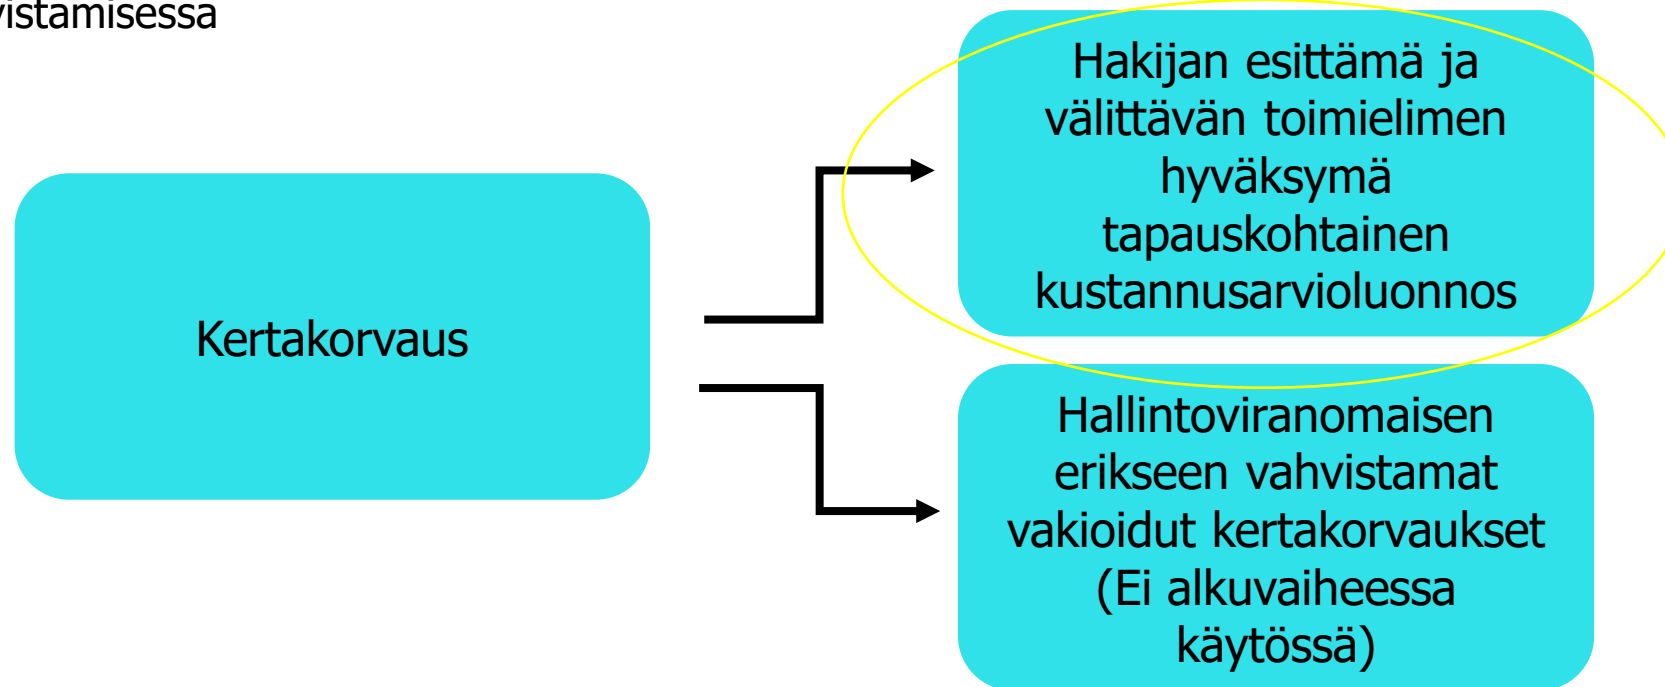 vistamisessa
Hakijan esittämä ja
välittävän toimielimen
hyväksymä
tapauskohtainen
kustannusarvioluonnos
Kertakorvaus
Hallintoviranomaisen
erikseen vahvistamat
vakioidut kertakorvaukset
(Ei alkuvaiheessa
käytössä)